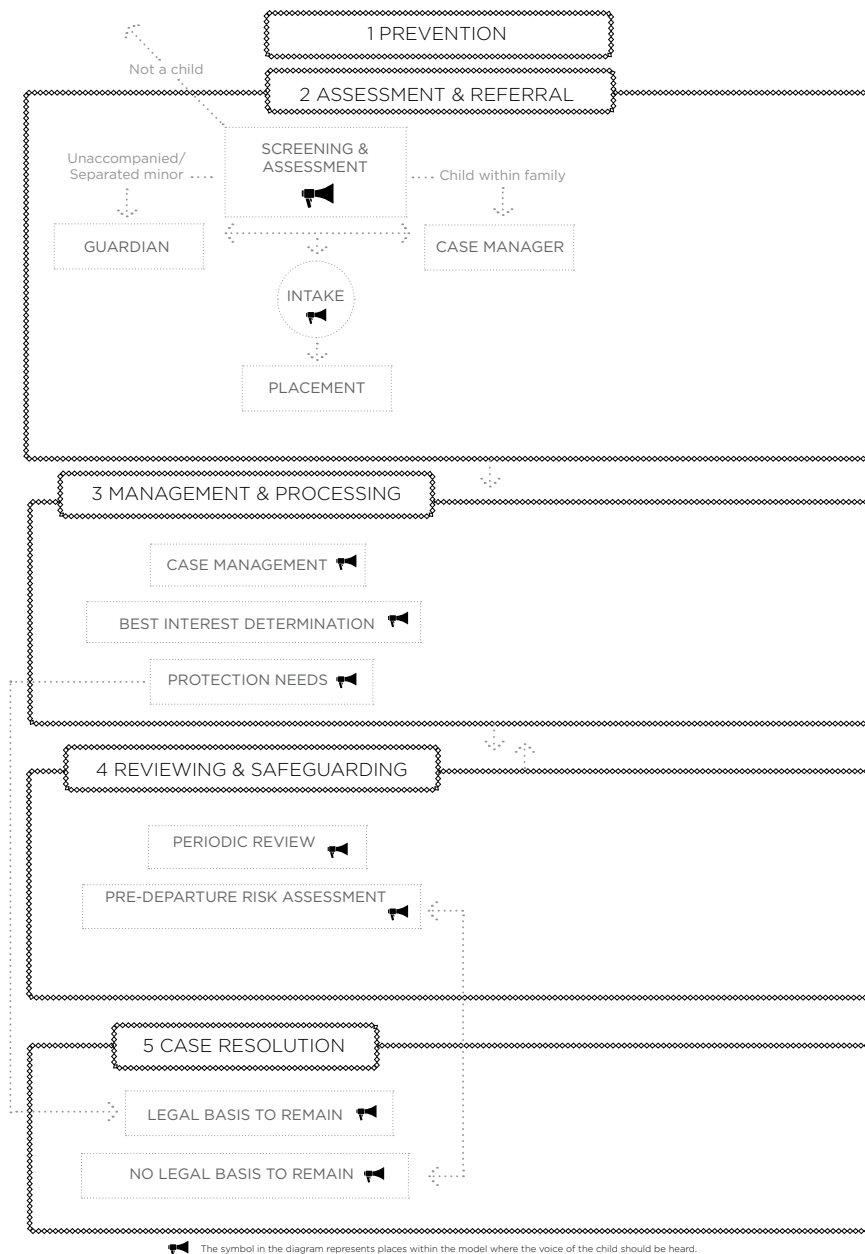 1 PREVENTION
Not a child
2 ASSESSMENT & REFERRAL
SCREENING &
ASSESSMENT
Unaccompanied/
Separated minor
Child within family
GUARDIAN
CASE MANAGER
INTAKE
PLACEMENT
3 MANAGEMENT & PROCESSING
CASE MANAGEMENT
BEST INTEREST DETERMINATION
PROTECTION NEEDS
4 REVIEWING & SAFEGUARDING
PERIODIC REVIEW
PRE-DEPARTURE RISK ASSESSMENT
5 CASE RESOLUTION
LEGAL BASIS TO REMAIN
NO LEGAL BASIS TO REMAIN
The symbol in the diagram represents places within the model where the voice of the child should be heard.